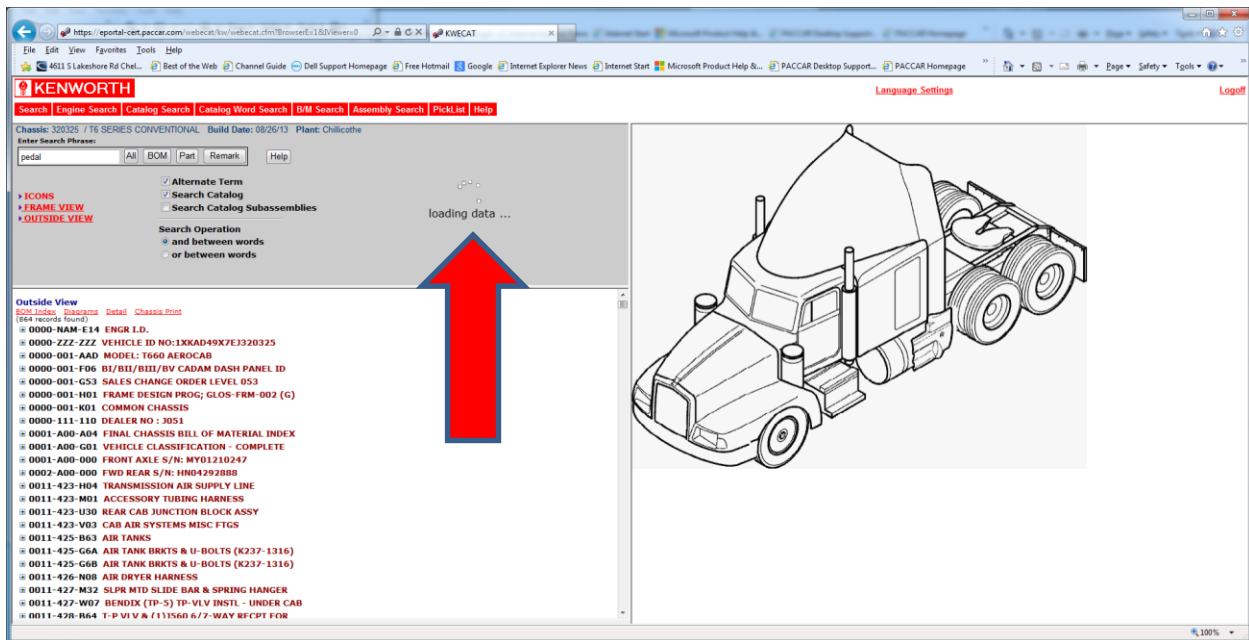 https://eportal-cert.paccar.com/webecat/kw/webecat.cfm?BrowserE=1&IViewer=0
KWECAT
File Edit View Favorites Tools Help
4611 S Lakeshore Rd Chel... Best of the Web Channel Guide Dell Support Homepage Free Hotmail Google Internet Explorer News Internet Start Microsoft Product Help &... PACCAR Desktop Support... PACCAR Homepage Page Safety Tools
KENWORTH
Language Settings
Logoff
Search Engine Search Catalog Search Catalog Word Search B/M Search Assembly Search PickList Help
Chassis: 320325 / T6 SERIES CONVENTIONAL Build Date: 08/26/13 Plant: Chillicothe
Enter Search Phrase:
pedal All BOM Part Remark Help
ICONS
FRAME VIEW
OUTSIDE VIEW
Alternate Term
Search Catalog
Search Catalog Subassemblies
Search Operation
and between words
or between words
loading data ...
Outside View
BOM Index Diagrams Detail Chassis Print
(864 records found)
0000-NAM-E14 ENGR I.D.
0000-ZZZ-ZZZ VEHICLE ID NO:1XKAD49X7EJ320325
0000-001-AAD MODEL: T660 AEROCAB
0000-001-F06 BI/BII/BIII/BV CADAM DASH PANEL ID
0000-001-G53 SALES CHANGE ORDER LEVEL 053
0000-001-H01 FRAME DESIGN PROG; GLOS-FRM-002 (G)
0000-001-K01 COMMON CHASSIS
0000-111-110 DEALER NO : J051
0001-A00-A04 FINAL CHASSIS BILL OF MATERIAL INDEX
0001-A00-G01 VEHICLE CLASSIFICATION - COMPLETE
0001-A00-000 FRONT AXLE S/N: MY01210247
0002-A00-000 FWD REAR S/N: HN04292888
0011-423-H04 TRANSMISSION AIR SUPPLY LINE
0011-423-M01 ACCESSORY TUBING HARNESS
0011-423-U30 REAR CAB JUNCTION BLOCK ASSY
0011-423-V03 CAB AIR SYSTEMS MISC FTGS
0011-425-B63 AIR TANKS
0011-425-G6A AIR TANK BRKTS & U-BOLTS (K237-1316)
0011-425-G6B AIR TANK BRKTS & U-BOLTS (K237-1316)
0011-426-N08 AIR DRYER HARNESS
0011-427-M32 SLPR MTD SLIDE BAR & SPRING HANGER
0011-427-W07 BENDIX (TP-5) TP-VLV INSTL - UNDER CAB
0011-428-B64 T-P VLV & (1)J560 6/7-WAY RECPT FOR
100%